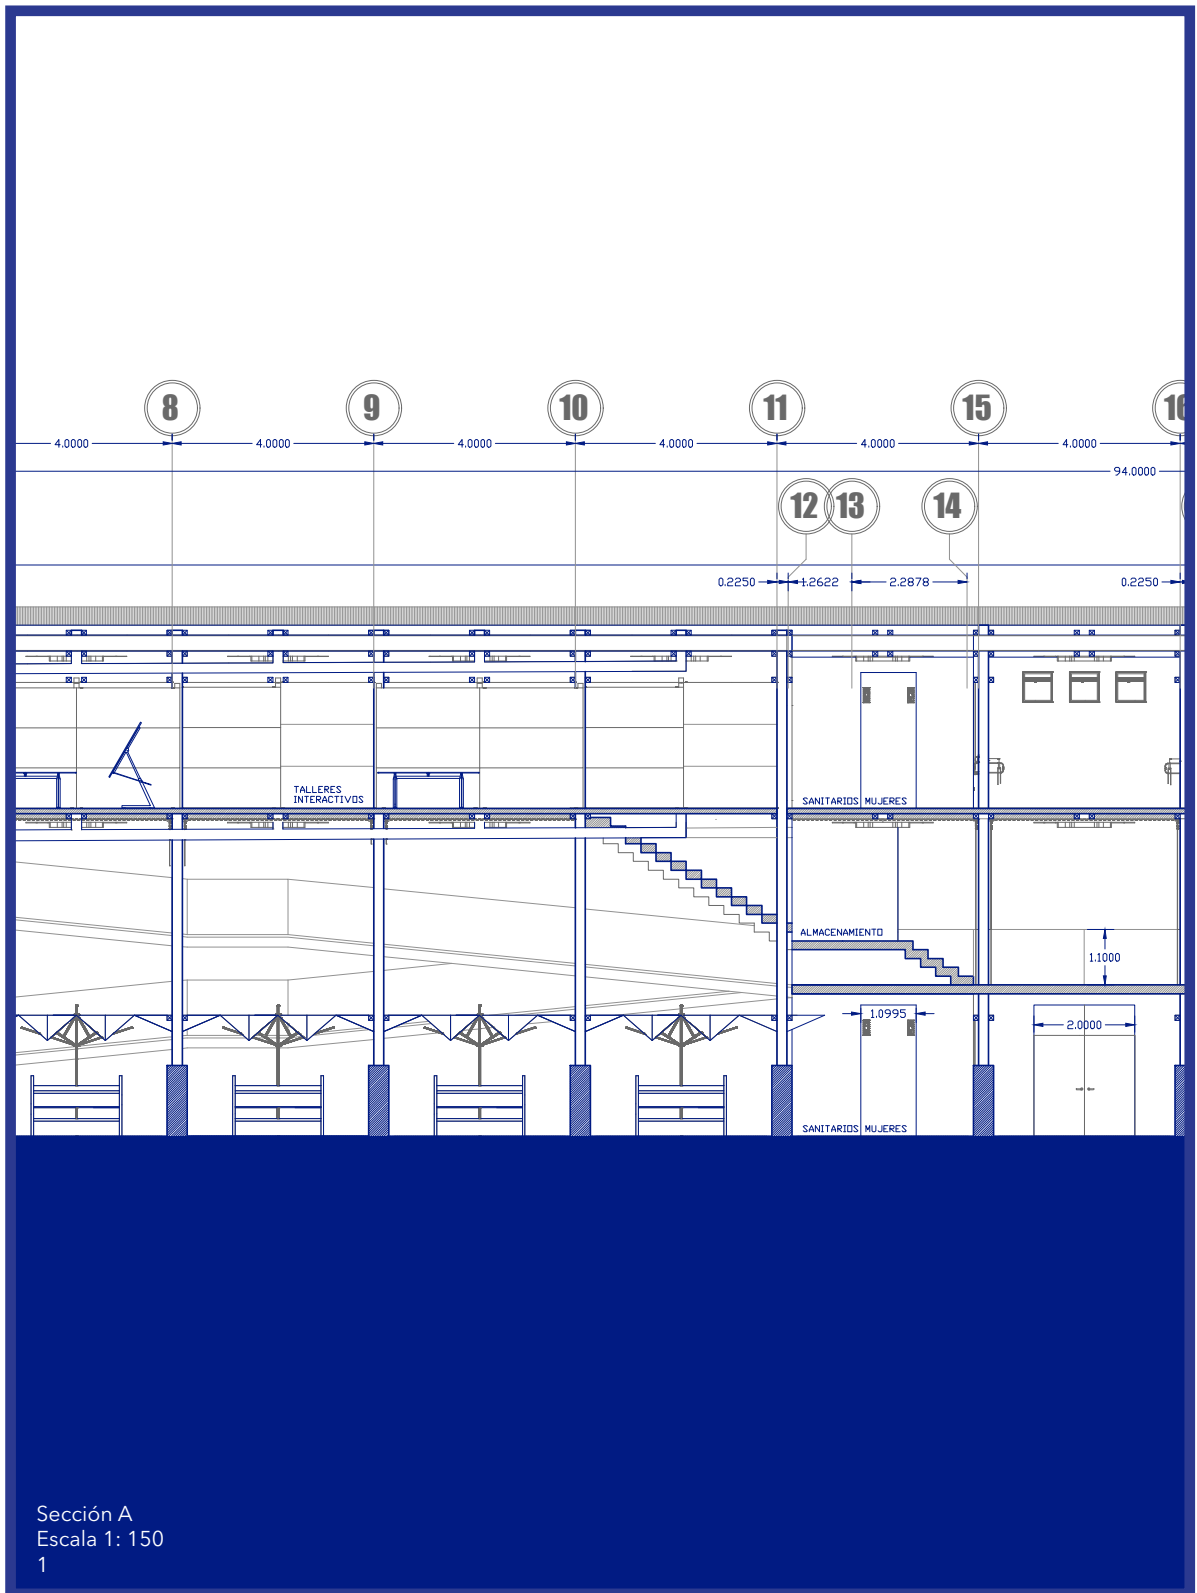 8 9 10 11 15 16
4.0000 4.0000 4.0000 4.0000 4.0000 4.0000
94.0000
12 13 14
0.2250 1.2622 2.2878 0.2250
TALLERES
INTERACTIVOS
SANITARIOS MUJERES
ALMACENAMIENTO
1.1000
1.0995
2.0000
SANITARIOS MUJERES
Sección A
Escala 1: 150
1